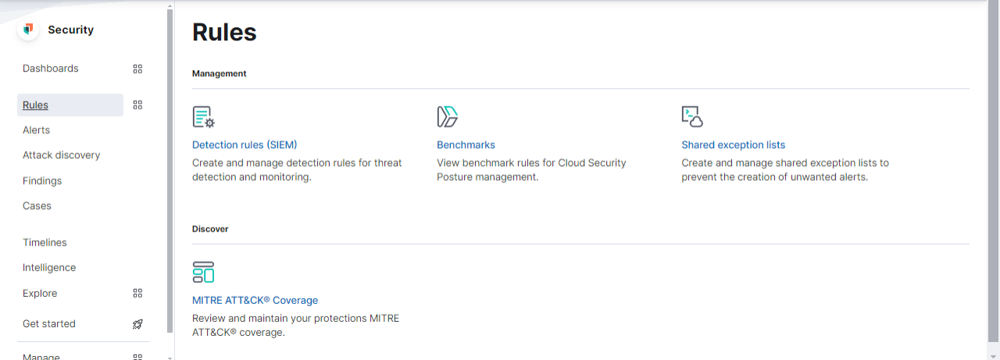 Security
Dashboards
Rules
Alerts
Attack discovery
Findings
Cases
Timelines
Intelligence
Explore
Get started
Manage
Rules
Management
Detection rules (SIEM)
Create and manage detection rules for threat
detection and monitoring.
Benchmarks
View benchmark rules for Cloud Security
Posture management.
Shared exception lists
Create and manage shared exception lists to
prevent the creation of unwanted alerts.
Discover
MITRE ATT&CK® Coverage
Review and maintain your protections MITRE
ATT&CK® coverage.